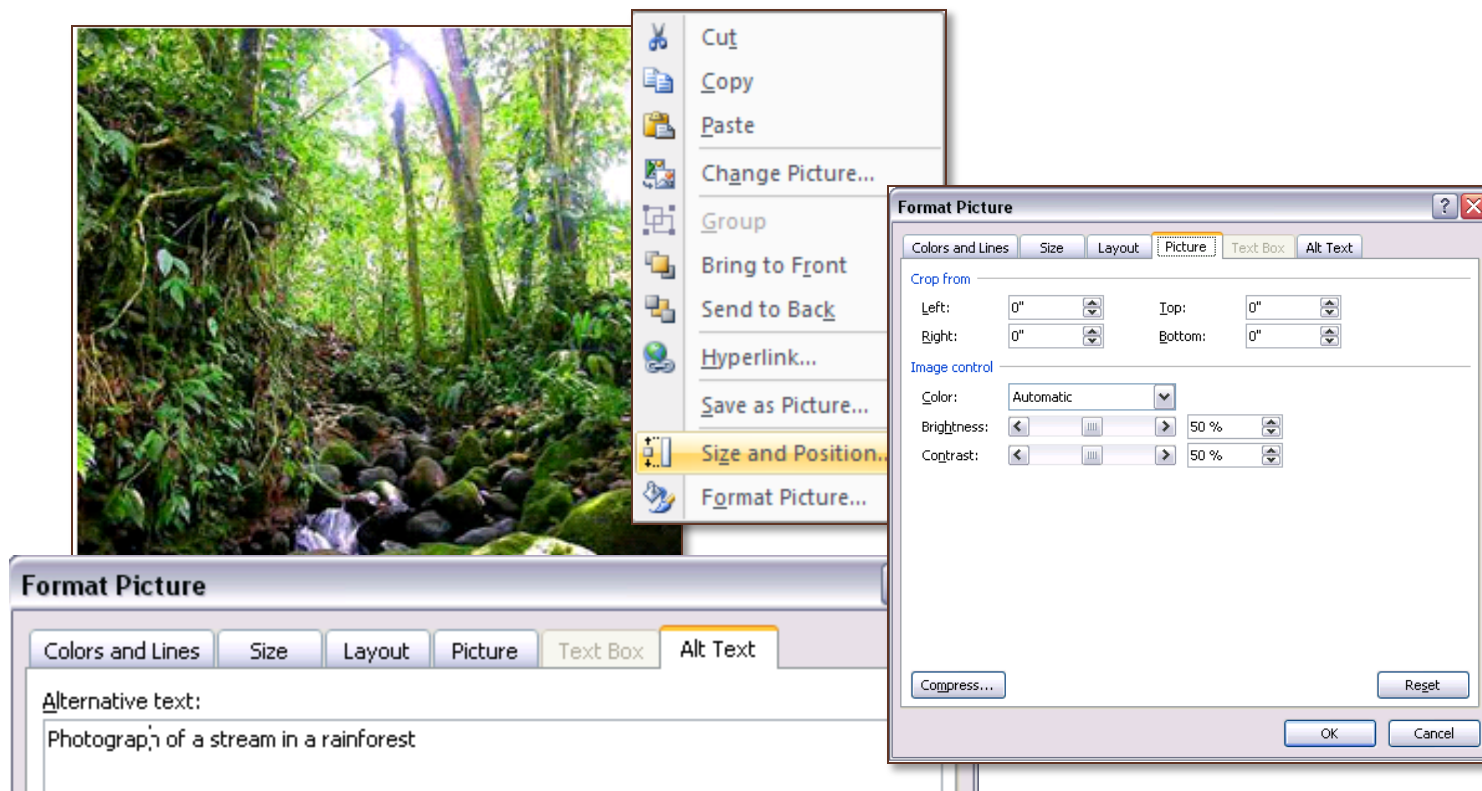 Cut
Copy
Paste
Change Picture...
Group
Bring to Front
Send to Back
Hyperlink...
Save as Picture...
Size and Position..
Format Picture...
Format Picture
Colors and Lines Size Layout Picture Text Box Alt Text
Crop from
Left: 0" Top: 0"
Right: 0" Bottom: 0"
Image control
Color: Automatic
Brightness: 50 %
Contrast: 50 %
Compress... Reset
OK Cancel
Format Picture
Colors and Lines Size Layout Picture Text Box Alt Text
Alternative text:
Photograph of a stream in a rainforest